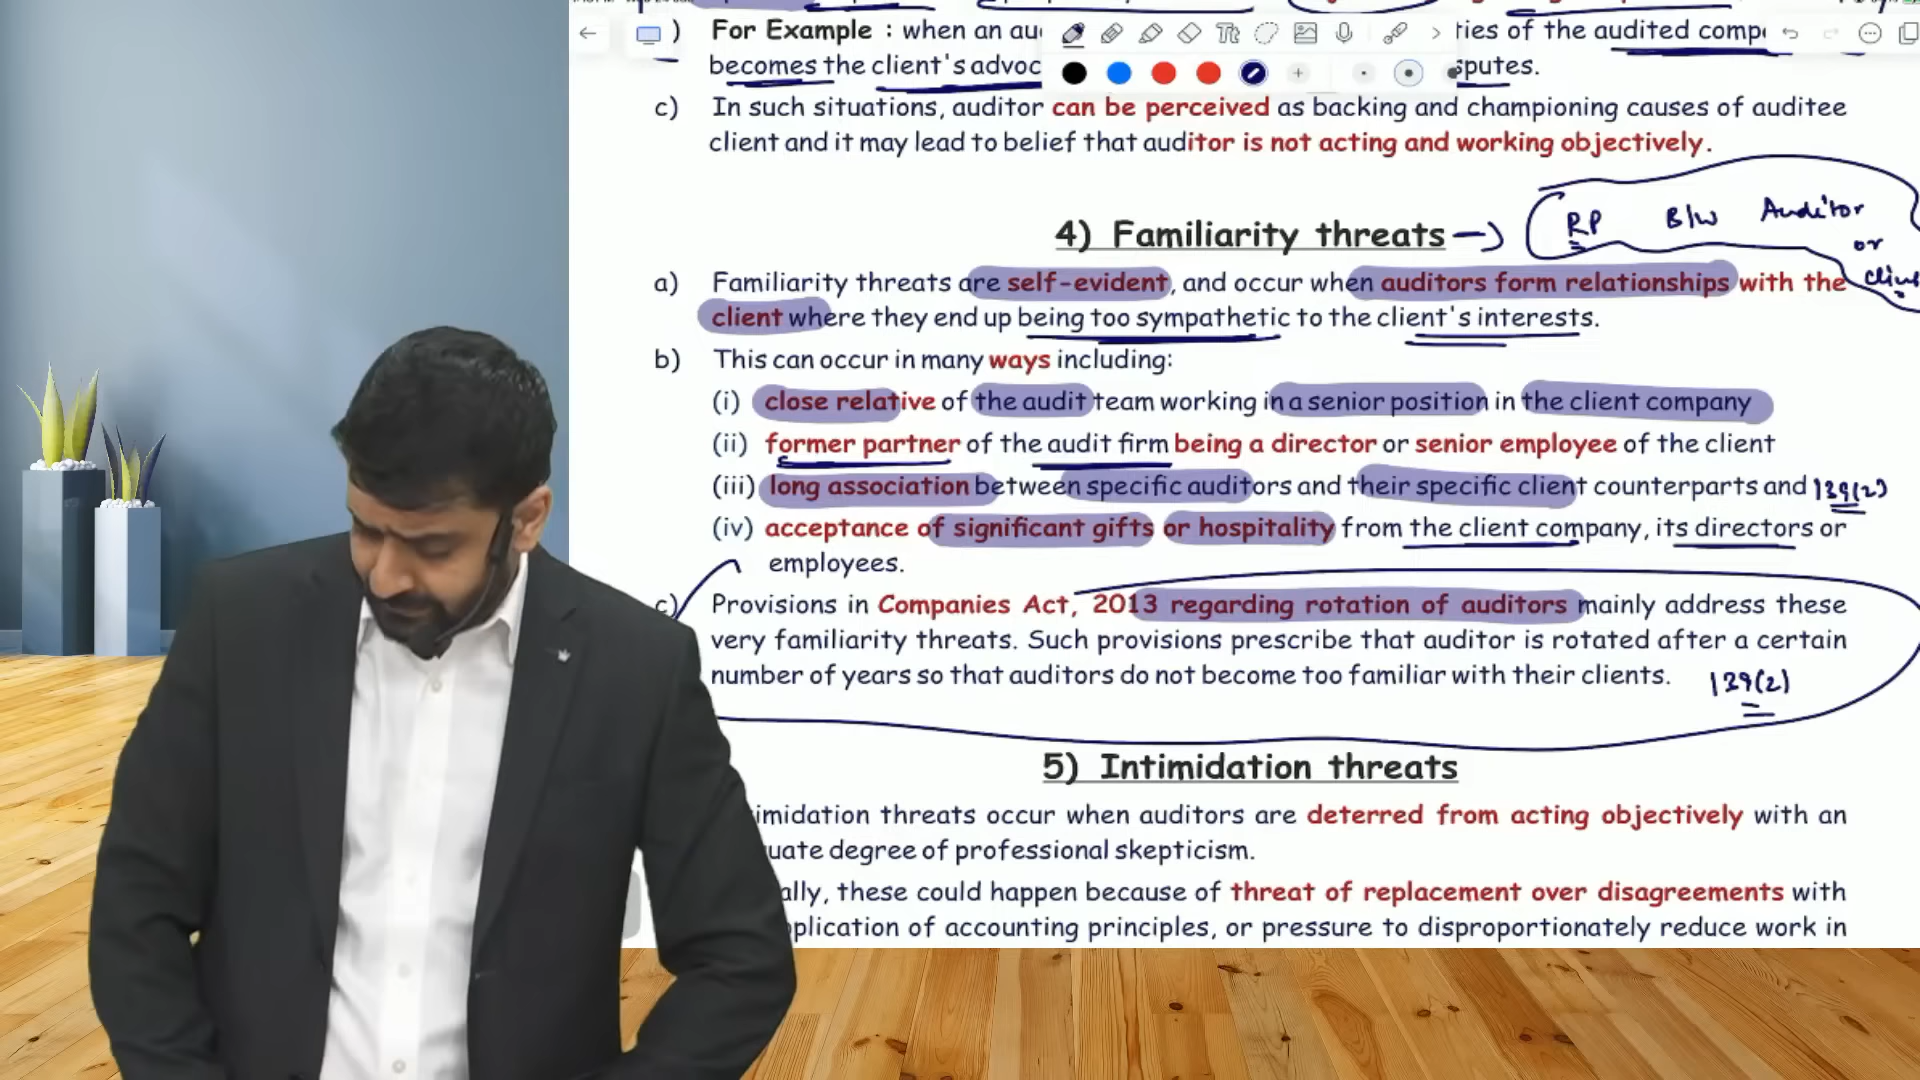 ) For Example : when an au ties of the audited comp
becomes the client's advoc sputes.
c) In such situations, auditor can be perceived as backing and championing causes of auditee
client and it may lead to belief that auditor is not acting and working objectively.
4) Familiarity threats → RP B/w Auditor
or
client
a) Familiarity threats are self-evident, and occur when auditors form relationships with the
client where they end up being too sympathetic to the client's interests.
b) This can occur in many ways including:
(i) close relative of the audit team working in a senior position in the client company
(ii) former partner of the audit firm being a director or senior employee of the client
(iii) long association between specific auditors and their specific client counterparts and 139(2)
(iv) acceptance of significant gifts or hospitality from the client company, its directors or
employees.
c) Provisions in Companies Act, 2013 regarding rotation of auditors mainly address these
very familiarity threats. Such provisions prescribe that auditor is rotated after a certain
number of years so that auditors do not become too familiar with their clients. 139(2)
5) Intimidation threats
imidation threats occur when auditors are deterred from acting objectively with an
uate degree of professional skepticism.
ally, these could happen because of threat of replacement over disagreements with
plication of accounting principles, or pressure to disproportionately reduce work in